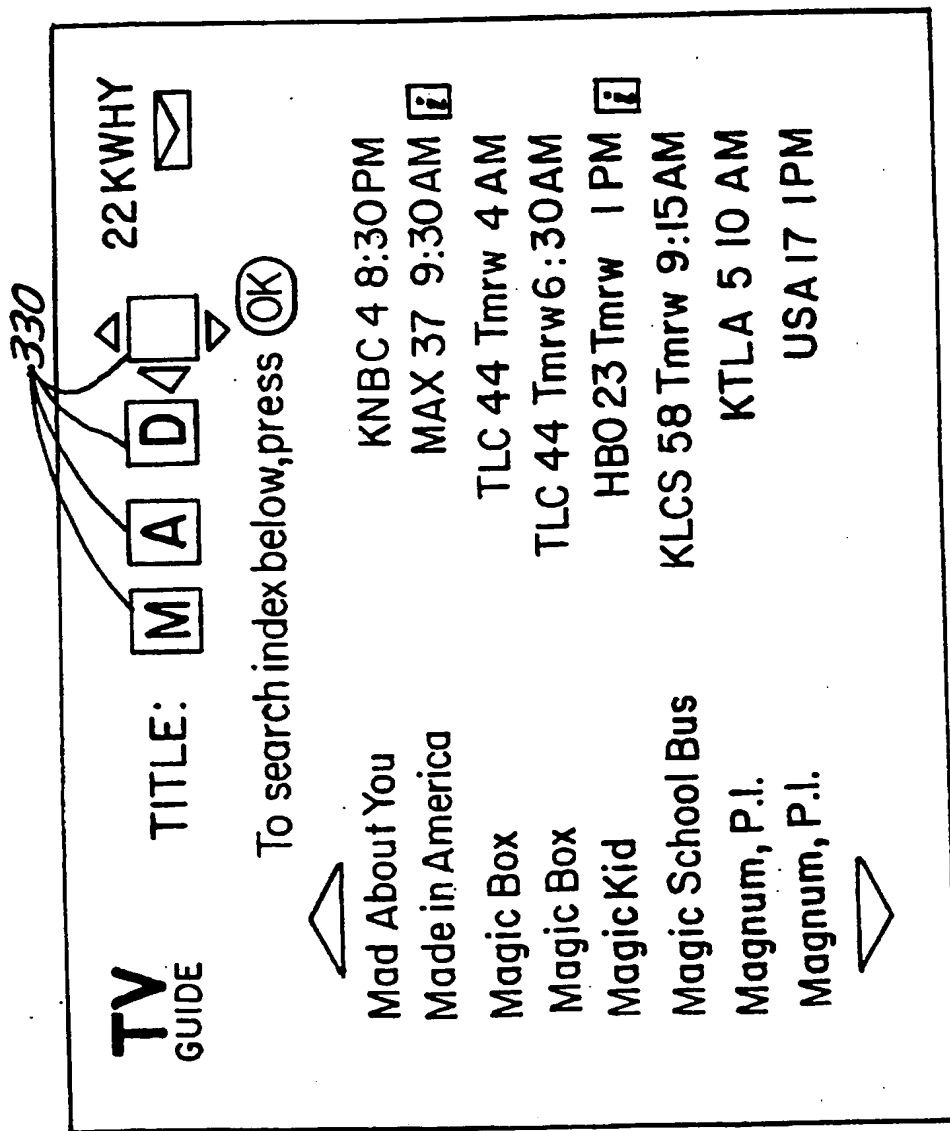 330
TV
GUIDE
TITLE: M A D
22 KWHY
To search index below, press OK
Mad About You KNBC 4 8:30PM
Made in America MAX 37 9:30AM i
Magic Box TLC 44 Tmrw 4 AM
Magic Box TLC 44 Tmrw 6:30AM
Magic Kid HBO 23 Tmrw 1 PM i
Magic School Bus KLCS 58 Tmrw 9:15AM
Magnum, P.I. KTLA 5 10 AM
Magnum, P.I. USA 17 1PM